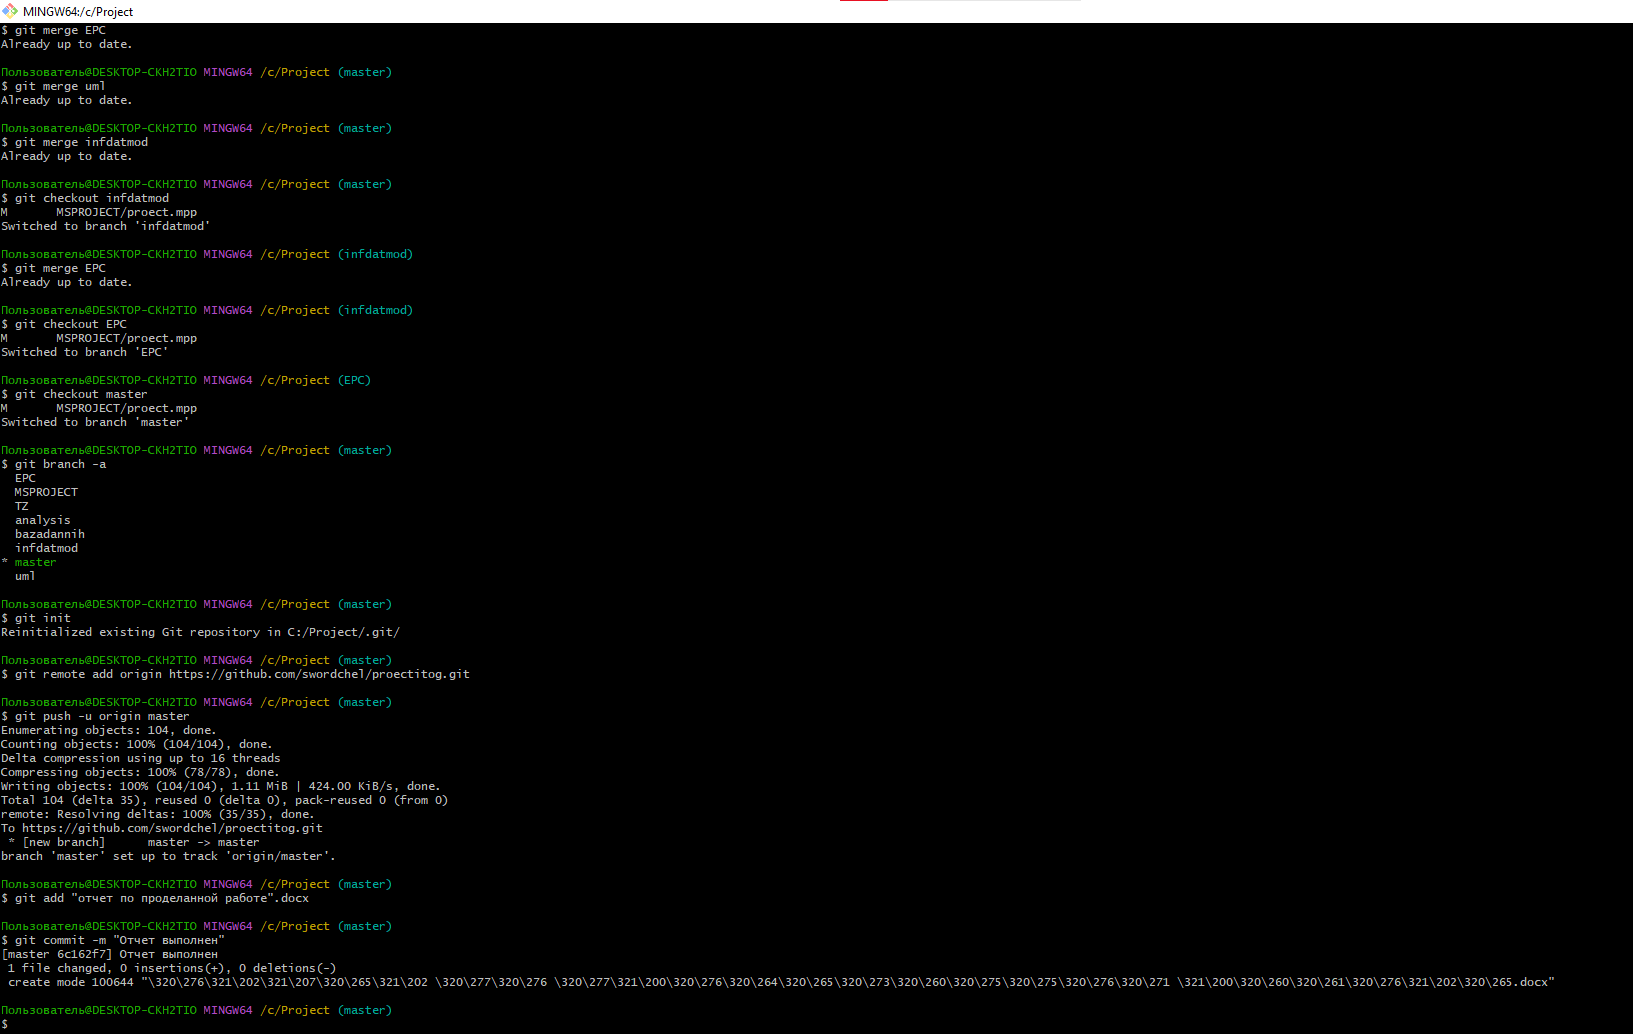 MINGW64:/c/Project
$ git merge EPC
Already up to date.
Пользователь@DESKTOP-CKH2TIO MINGW64 /c/Project (master)
$ git merge uml
Already up to date.
Пользователь@DESKTOP-CKH2TIO MINGW64 /c/Project (master)
$ git merge infdatmod
Already up to date.
Пользователь@DESKTOP-CKH2TIO MINGW64 /c/Project (master)
$ git checkout infdatmod
M       MSPROJECT/proect.mpp
Switched to branch 'infdatmod'
Пользователь@DESKTOP-CKH2TIO MINGW64 /c/Project (infdatmod)
$ git merge EPC
Already up to date.
Пользователь@DESKTOP-CKH2TIO MINGW64 /c/Project (infdatmod)
$ git checkout EPC
M       MSPROJECT/proect.mpp
Switched to branch 'EPC'
Пользователь@DESKTOP-CKH2TIO MINGW64 /c/Project (EPC)
$ git checkout master
M       MSPROJECT/proect.mpp
Switched to branch 'master'
Пользователь@DESKTOP-CKH2TIO MINGW64 /c/Project (master)
$ git branch -a
  EPC
  MSPROJECT
  TZ
  analysis
  bazadannih
  infdatmod
* master
  uml
Пользователь@DESKTOP-CKH2TIO MINGW64 /c/Project (master)
$ git init
Reinitialized existing Git repository in C:/Project/.git/
Пользователь@DESKTOP-CKH2TIO MINGW64 /c/Project (master)
$ git remote add origin https://github.com/swordchel/proectitog.git
Пользователь@DESKTOP-CKH2TIO MINGW64 /c/Project (master)
$ git push -u origin master
Enumerating objects: 104, done.
Counting objects: 100% (104/104), done.
Delta compression using up to 16 threads
Compressing objects: 100% (78/78), done.
Writing objects: 100% (104/104), 1.11 MiB | 424.00 KiB/s, done.
Total 104 (delta 35), reused 0 (delta 0), pack-reused 0 (from 0)
remote: Resolving deltas: 100% (35/35), done.
To https://github.com/swordchel/proectitog.git
 * [new branch]      master -> master
branch 'master' set up to track 'origin/master'.
Пользователь@DESKTOP-CKH2TIO MINGW64 /c/Project (master)
$ git add "отчет по проделанной работе".docx
Пользователь@DESKTOP-CKH2TIO MINGW64 /c/Project (master)
$ git commit -m "Отчет выполнен"
[master 6c162f7] Отчет выполнен
 1 file changed, 0 insertions(+), 0 deletions(-)
 create mode 100644 "\320\276\321\202\321\207\320\265\321\202 \320\277\320\276 \320\277\321\200\320\276\320\264\320\265\320\273\320\260\320\275\320\275\320\276\320\271 \321\200\320\260\320\261\320\276\321\202\320\265.docx"
Пользователь@DESKTOP-CKH2TIO MINGW64 /c/Project (master)
$